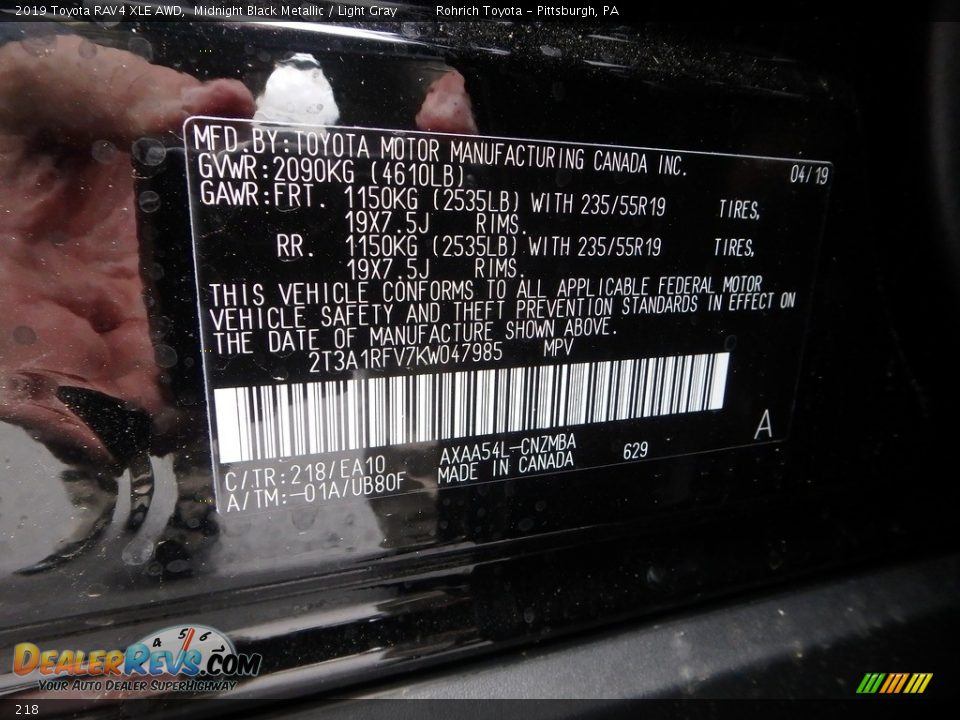 2019 Toyota RAV4 XLE AWD, Midnight Black Metallic / Light Gray Rohrich Toyota - Pittsburgh, PA
MFD.BY:TOYOTA MOTOR MANUFACTURING CANADA INC. 04/19
GVWR:2090KG (4610LB)
GAWR:FRT. 1150KG (2535LB) WITH 235/55R19 TIRES,
19X7.5J RIMS.
RR. 1150KG (2535LB) WITH 235/55R19 TIRES,
19X7.5J RIMS.
THIS VEHICLE CONFORMS TO ALL APPLICABLE FEDERAL MOTOR
VEHICLE SAFETY AND THEFT PREVENTION STANDARDS IN EFFECT ON
THE DATE OF MANUFACTURE SHOWN ABOVE.
2T3A1RFV7KW047985 MPV
A
C/TR:218/EA10 AXAA54L-CNZMBA 629
A/TM:-01A/UB80F MADE IN CANADA
4 5 6
DealerRevs.com
Your Auto Dealer SuperHighway
218